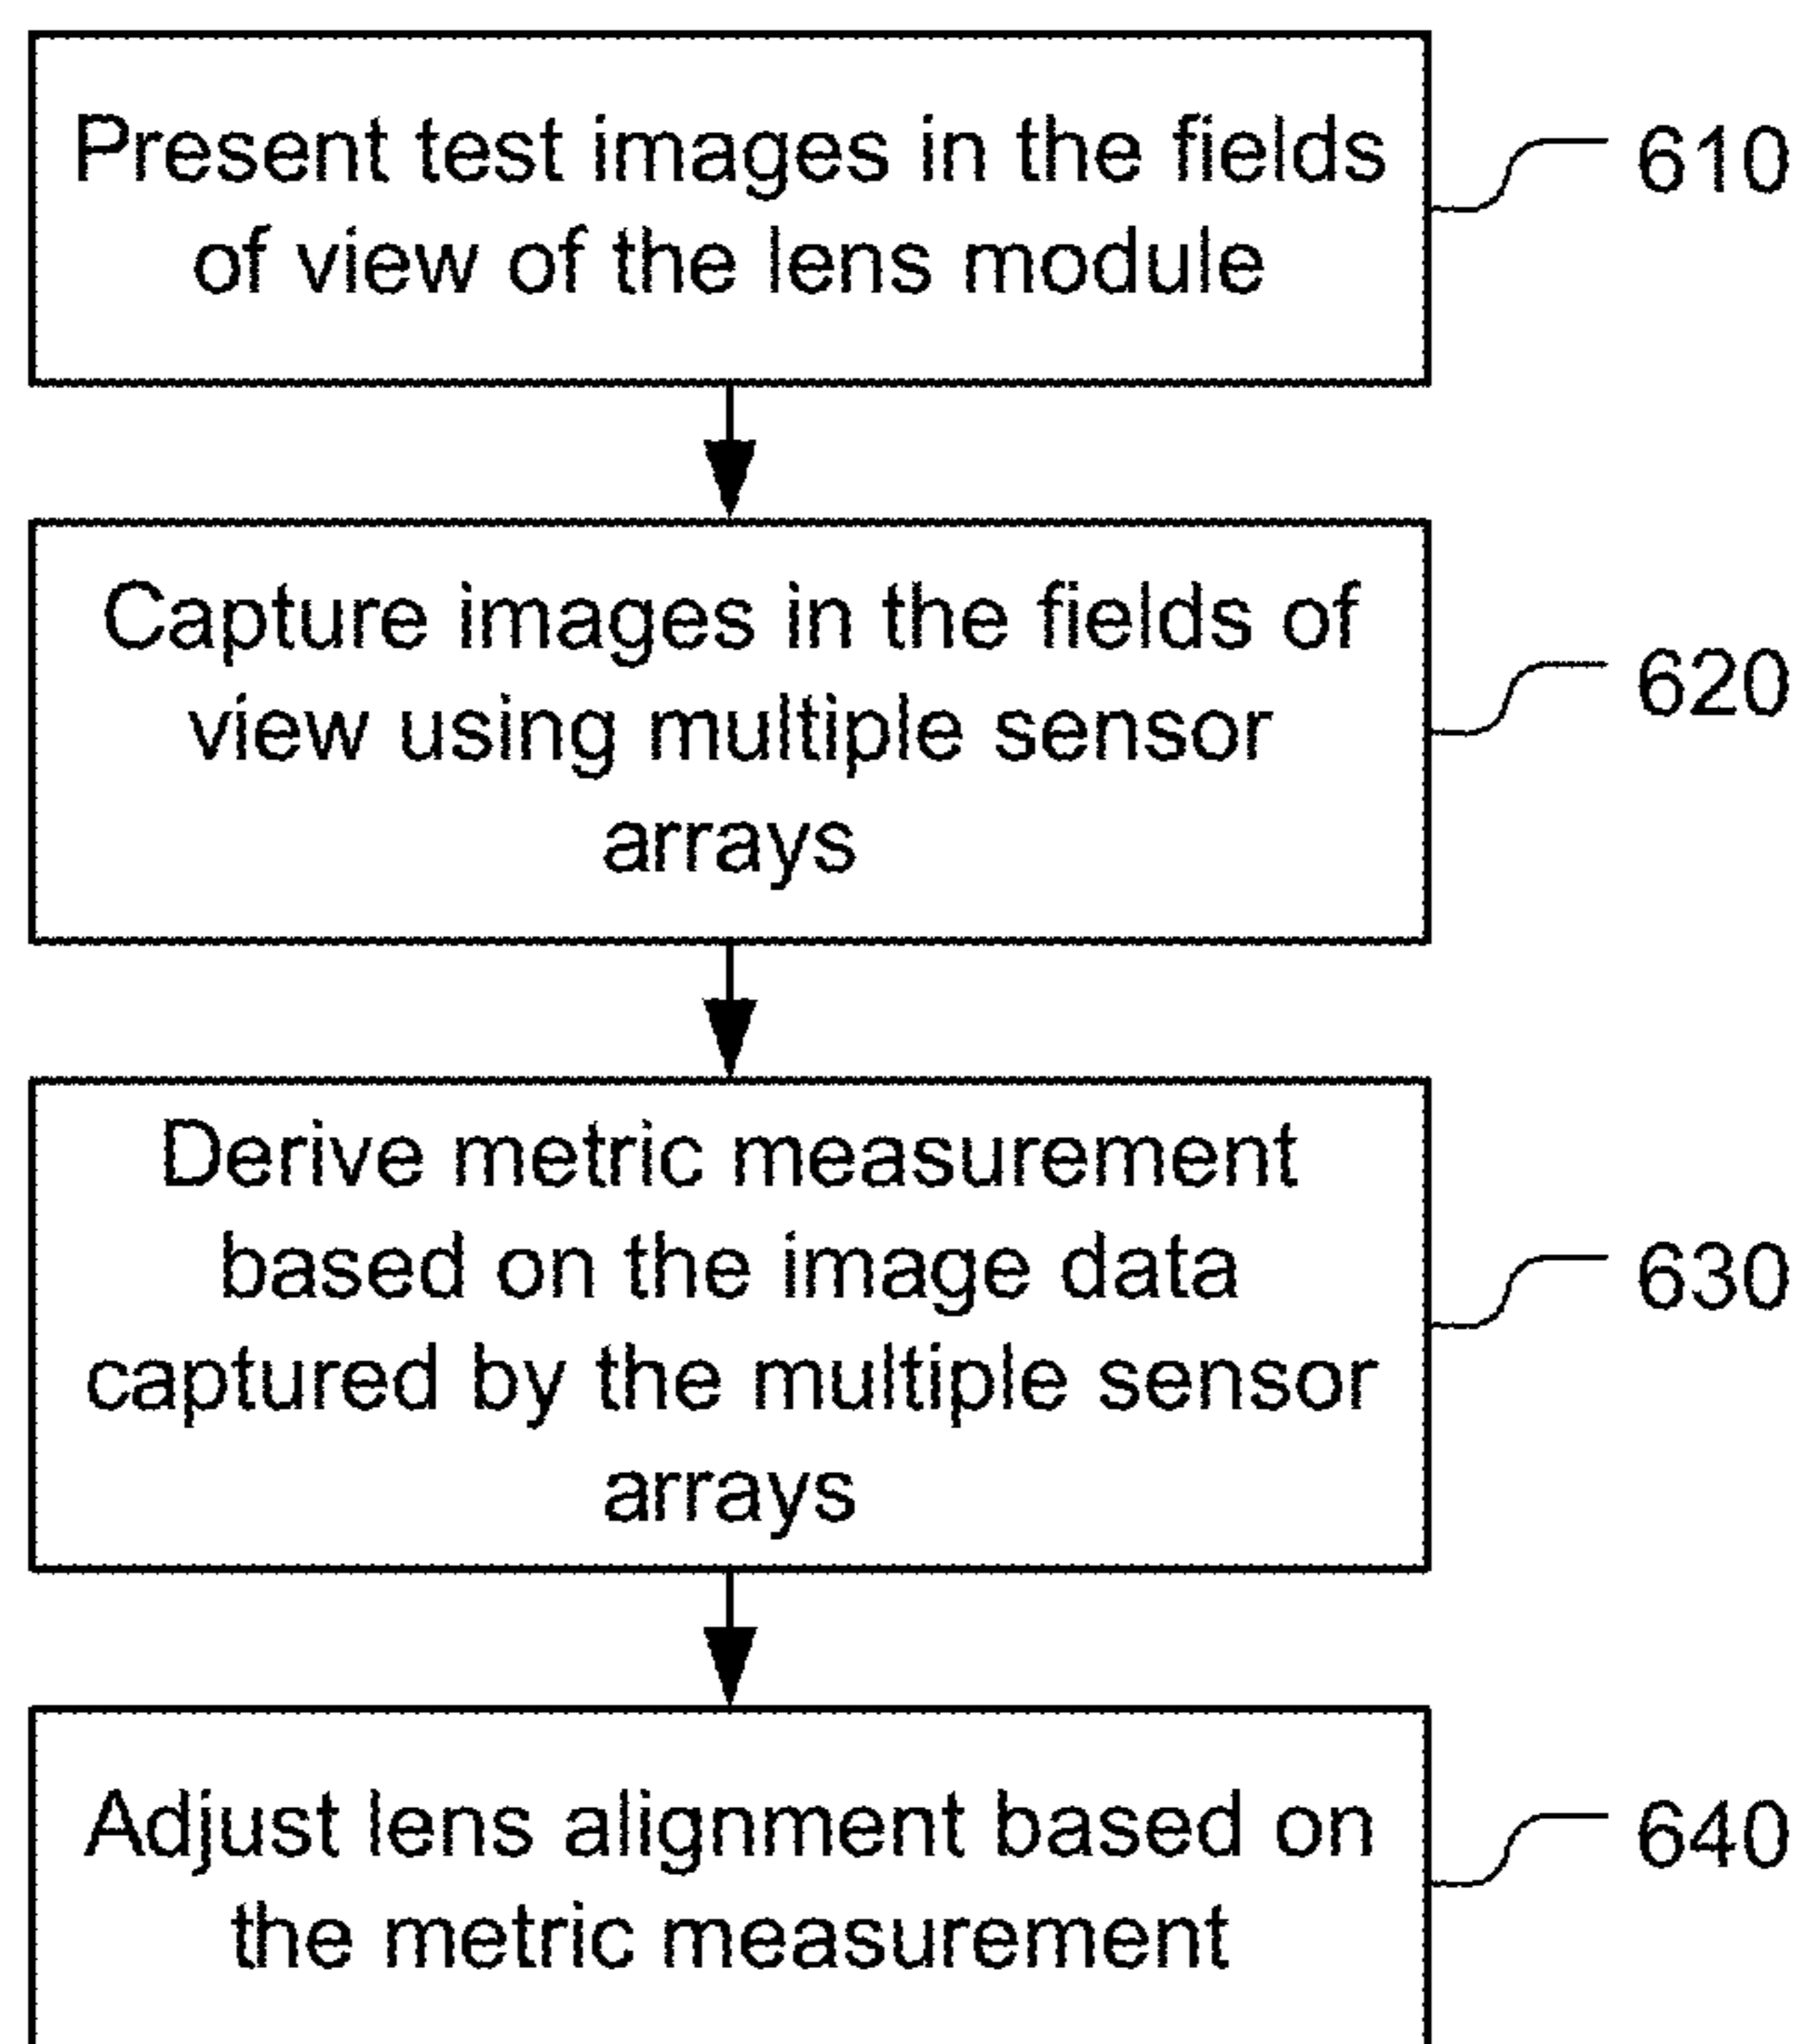 Present test images in the fields
of view of the lens module
610
Capture images in the fields of
view using multiple sensor
arrays
620
Derive metric measurement
based on the image data
captured by the multiple sensor
arrays
630
Adjust lens alignment based on
the metric measurement
640